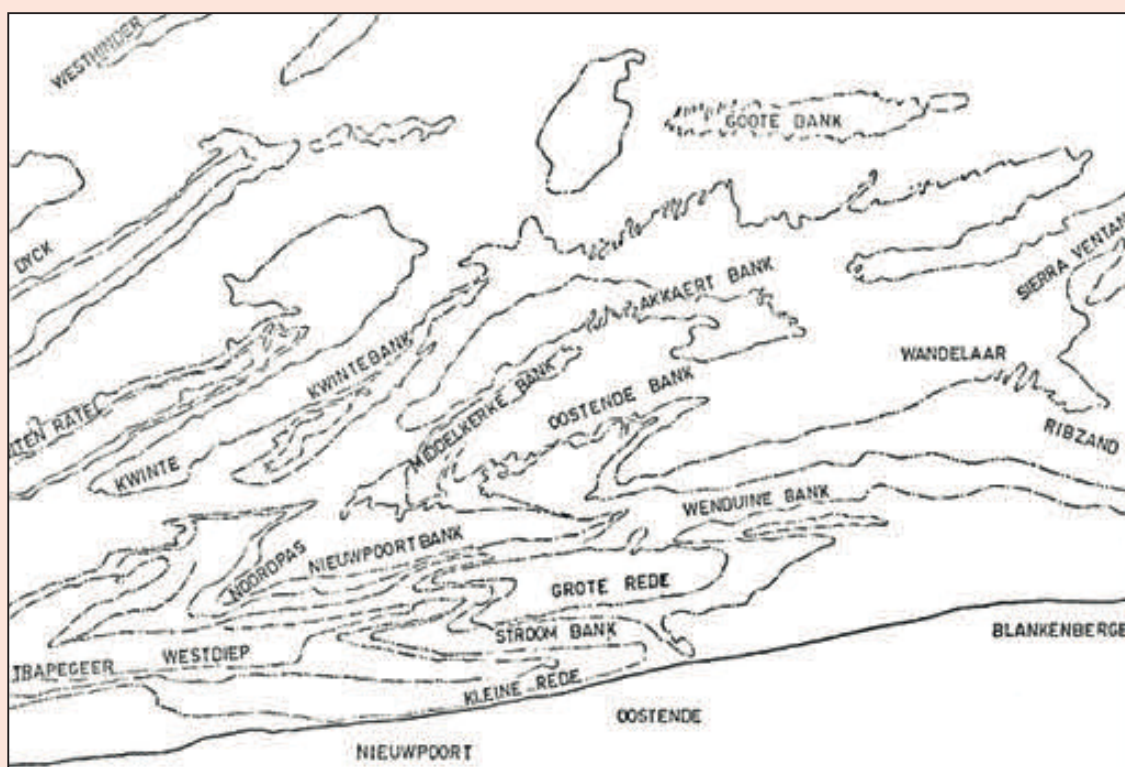 WESTHINDER
GOOTE BANK
DYCK
SIERRA VENTAN
AKKAERT BANK
KWINTEBANK
WANDELAAR
MIDDELKERKE BANK
OOSTENDE BANK
ITEN RATEL
RIBZAND
KWINTE
WENDUINE BANK
NIEUWPOORTBANK
NOORDPAS
GROTE REDE
STROOM BANK
BLANKENBERGE
TRAPEGEER
WESTDIEP
KLEINE REDE
OOSTENDE
NIEUWPOORT